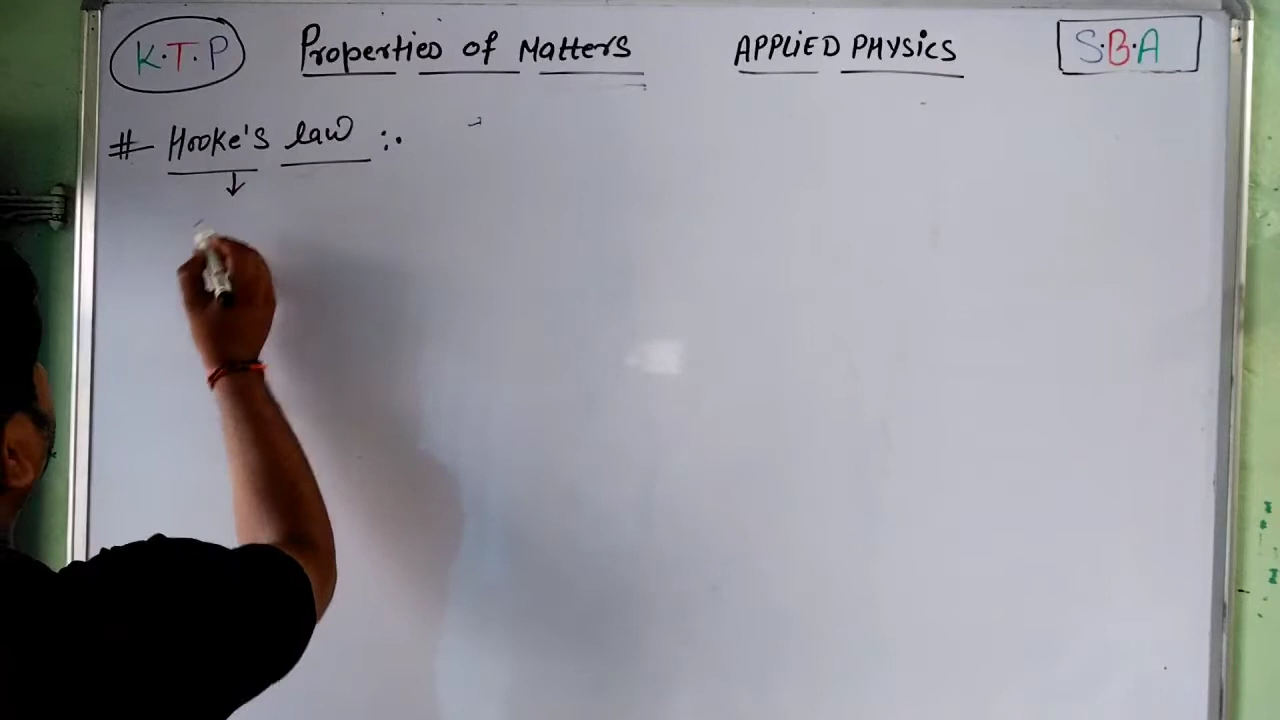 K.T.P Properties of Matters APPLiED PHYSiCS S.B.A
# Hooke's law :.
↓